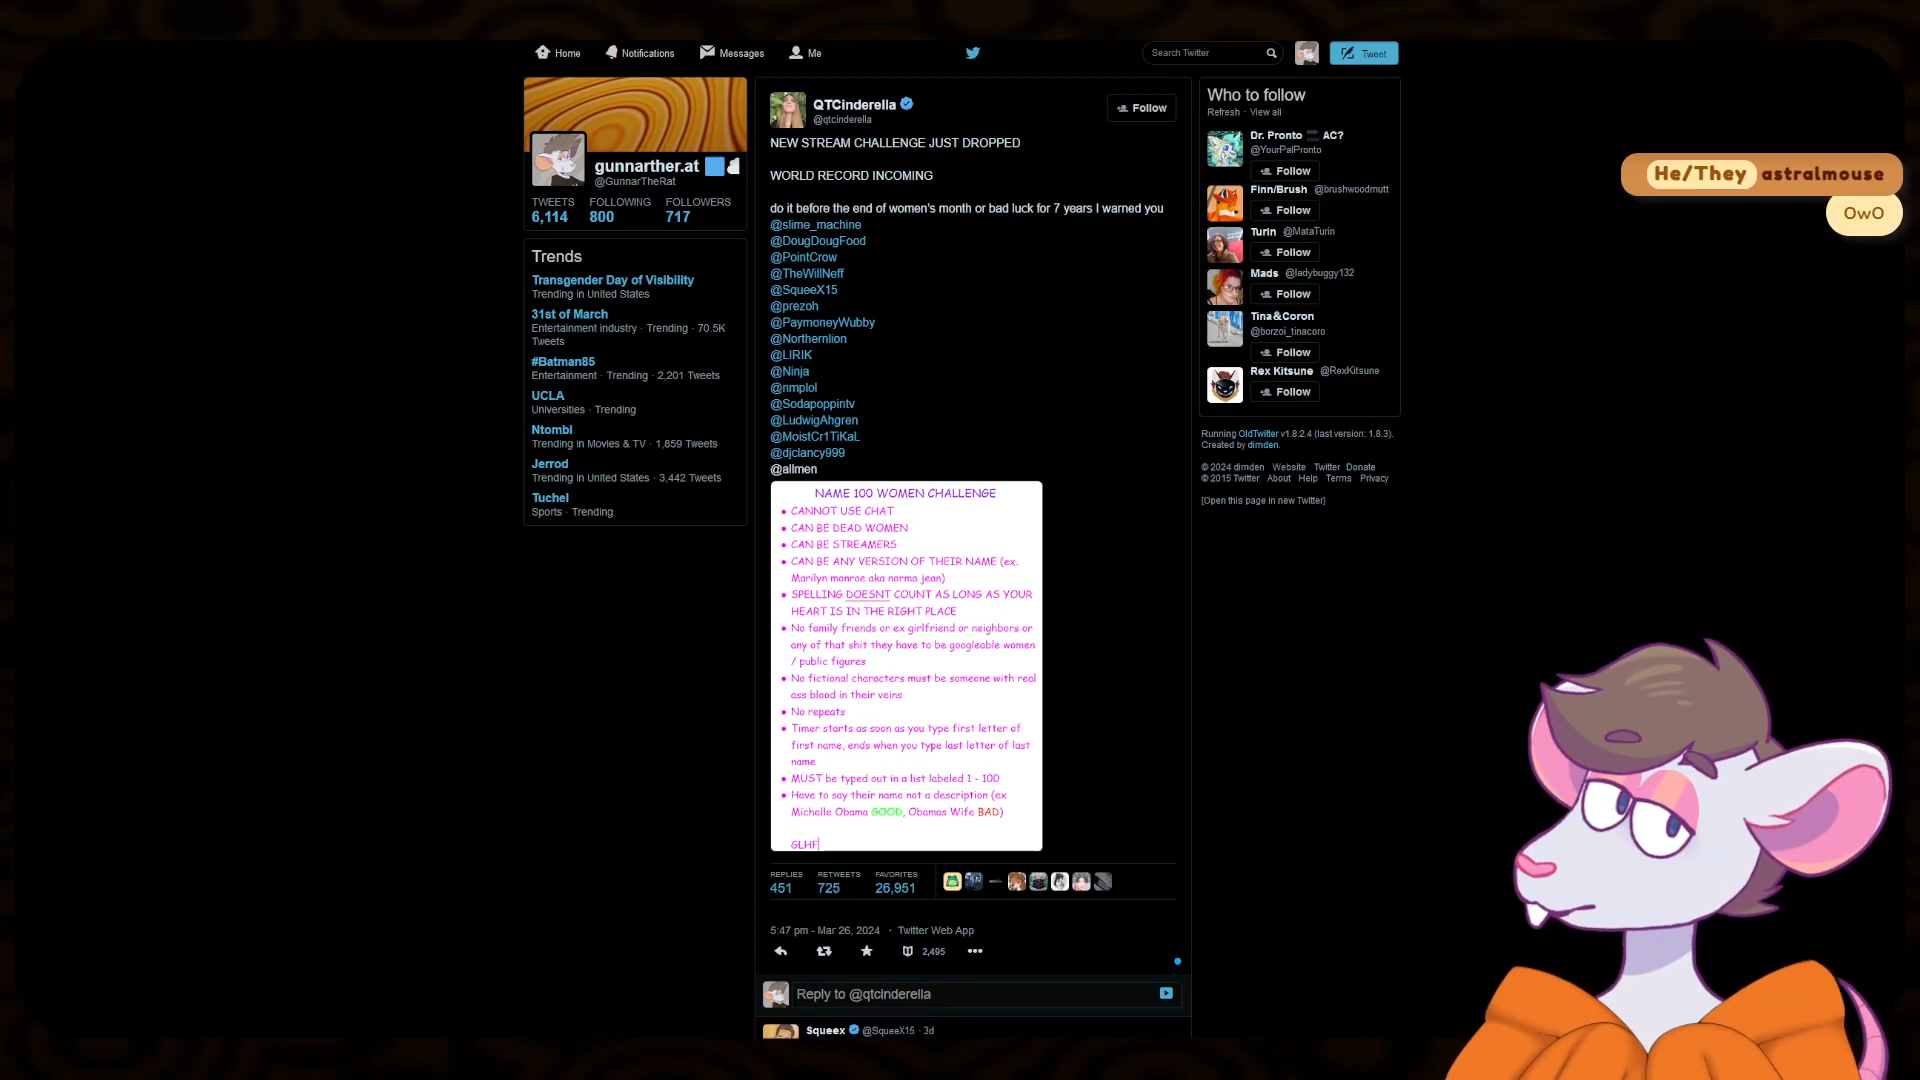 Home Notifications Messages Me Search Twitter Tweet
gunnarther.at
@GunnarTheRat
TWEETS FOLLOWING FOLLOWERS
6,114 800 717
Trends
Transgender Day of Visibility
Trending in United States
31st of March
Entertainment industry · Trending · 70.5K
Tweets
#Batman85
Entertainment · Trending · 2,201 Tweets
UCLA
Universities · Trending
Ntombi
Trending in Movies & TV · 1,859 Tweets
Jerrod
Trending in United States · 3,442 Tweets
Tuchel
Sports · Trending
QTCinderella
@qtcinderella
Follow
NEW STREAM CHALLENGE JUST DROPPED
WORLD RECORD INCOMING
do it before the end of women's month or bad luck for 7 years I warned you
@slime_machine
@DougDougFood
@PointCrow
@TheWillNeff
@SqueeX15
@prezoh
@PaymoneyWubby
@Northernlion
@LIRIK
@Ninja
@nmplol
@Sodapoppintv
@LudwigAhgren
@MoistCr1TiKaL
@djclancy999
@allmen
NAME 100 WOMEN CHALLENGE
• CANNOT USE CHAT
• CAN BE DEAD WOMEN
• CAN BE STREAMERS
• CAN BE ANY VERSION OF THEIR NAME (ex.
Marilyn monroe aka norma jean)
• SPELLING DOESNT COUNT AS LONG AS YOUR
HEART IS IN THE RIGHT PLACE
• No family friends or ex girlfriend or neighbors or
any of that shit they have to be googleable women
/ public figures
• No fictional characters must be someone with real
ass blood in their veins
• No repeats
• Timer starts as soon as you type first letter of
first name, ends when you type last letter of last
name
• MUST be typed out in a list labeled 1 - 100
• Have to say their name not a description (ex
Michelle Obama GOOD, Obamas Wife BAD)
GLHF
REPLIES RETWEETS FAVORITES
451 725 26,951
5:47 pm - Mar 26, 2024 · Twitter Web App
2,495
Reply to @qtcinderella
Squeex @SqueeX15 · 3d
Who to follow
Refresh · View all
Dr. Pronto AC?
@YourPalPronto
Follow
Finn/Brush @brushwoodmutt
Follow
Turin @MataTurin
Follow
Mads @ladybuggy132
Follow
Tina&Coron
@borzoi_tinacoro
Follow
Rex Kitsune @RexKitsune
Follow
Running OldTwitter v1.8.2.4 (last version: 1.8.3).
Created by dimden.
© 2024 dimden Website Twitter Donate
© 2015 Twitter About Help Terms Privacy
[Open this page in new Twitter]
He/They astralmouse
OwO